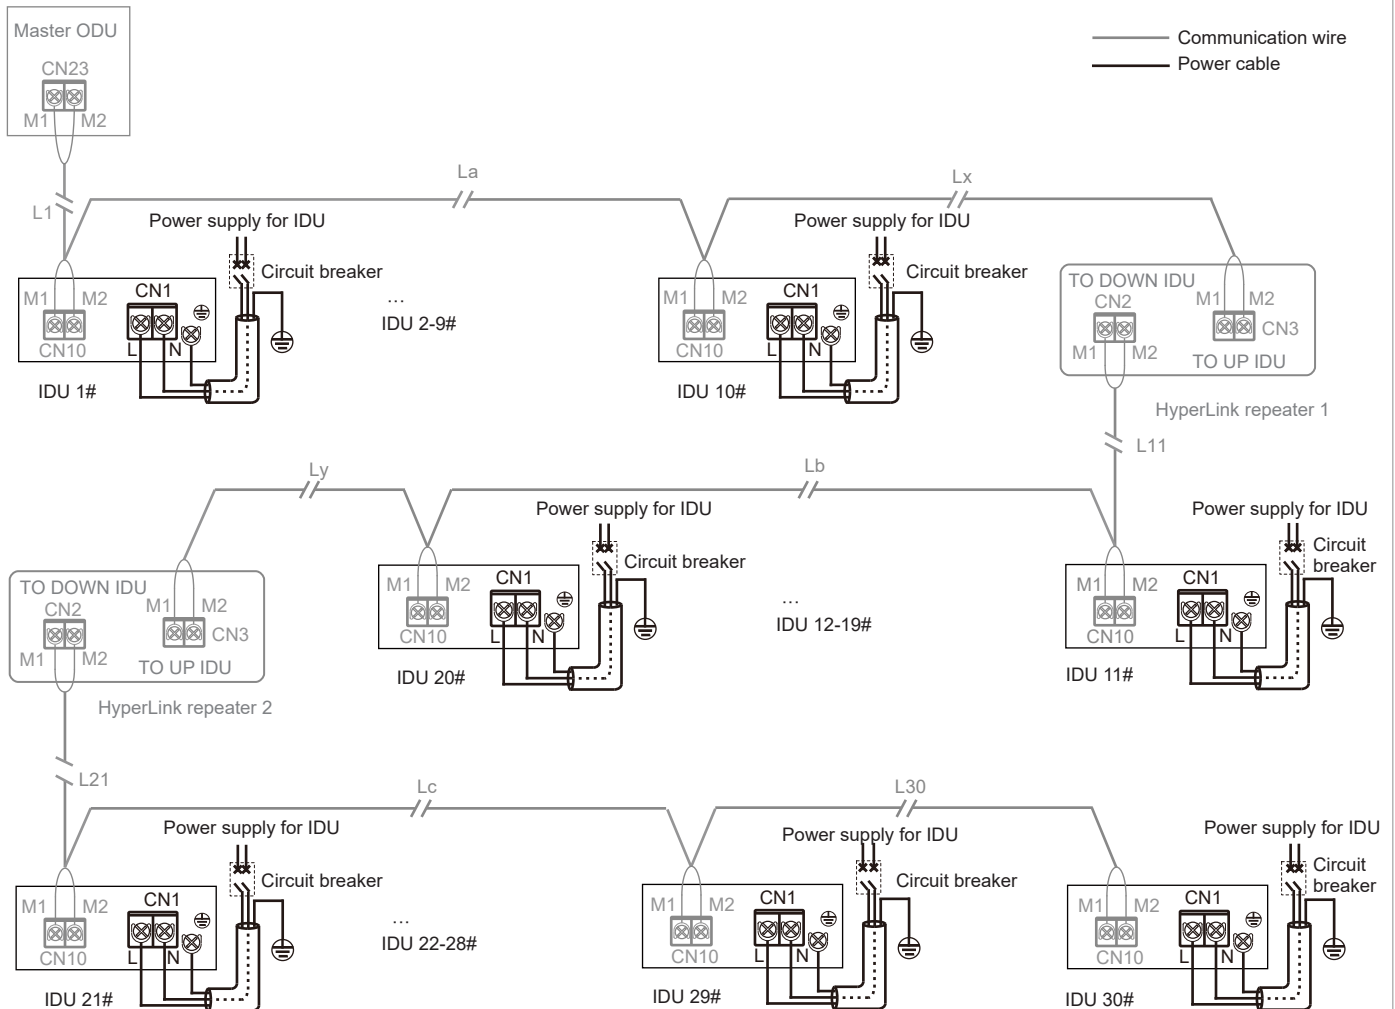 Master ODU
CN23
M1 M2
Communication wire
Power cable
L1
La
Lx
Power supply for IDU
Circuit breaker
M1 M2
CN1
CN10
L N
IDU 1#
...
IDU 2-9#
Power supply for IDU
Circuit breaker
M1 M2
CN1
CN10
L N
IDU 10#
TO DOWN IDU
CN2
M1 M2
M1 M2
CN3
TO UP IDU
HyperLink repeater 1
L11
Ly
Lb
TO DOWN IDU
CN2
M1 M2
M1 M2
CN3
TO UP IDU
HyperLink repeater 2
Power supply for IDU
Circuit breaker
M1 M2
CN1
CN10
L N
IDU 20#
...
IDU 12-19#
Power supply for IDU
Circuit
breaker
M1 M2
CN1
CN10
L N
IDU 11#
L21
Lc
L30
Power supply for IDU
Circuit breaker
M1 M2
CN1
CN10
L N
IDU 21#
...
IDU 22-28#
Power supply for IDU
Circuit breaker
M1 M2
CN1
CN10
L N
IDU 29#
Power supply for IDU
Circuit
breaker
M1 M2
CN1
CN10
L N
IDU 30#